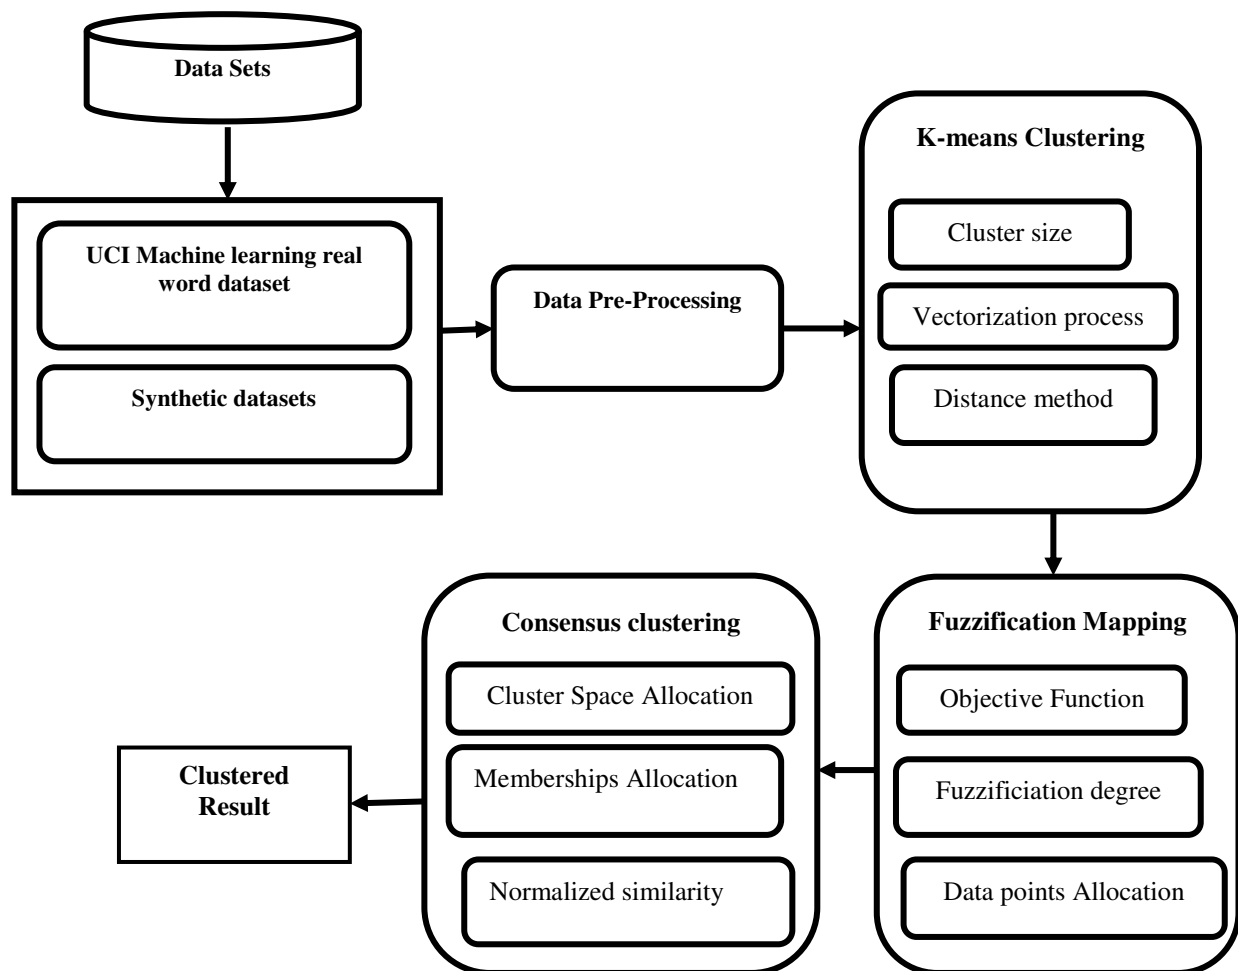 Data Sets
UCI Machine learning real
word dataset
Synthetic datasets
Data Pre-Processing
K-means Clustering
Cluster size
Vectorization process
Distance method
Fuzzification Mapping
Objective Function
Fuzzificiation degree
Data points Allocation
Consensus clustering
Cluster Space Allocation
Memberships Allocation
Normalized similarity
Clustered
Result